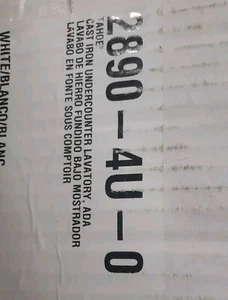 2890-4U-0
TAHOE:
CAST IRON UNDERCOUNTER LAVATORY, ADA
LAVABO DE HIERRO FUNDIDO BAJO MOSTRADOR
LAVABO EN FONTE SOUS COMPTOIR
WHITE/BLANCO/BLANC